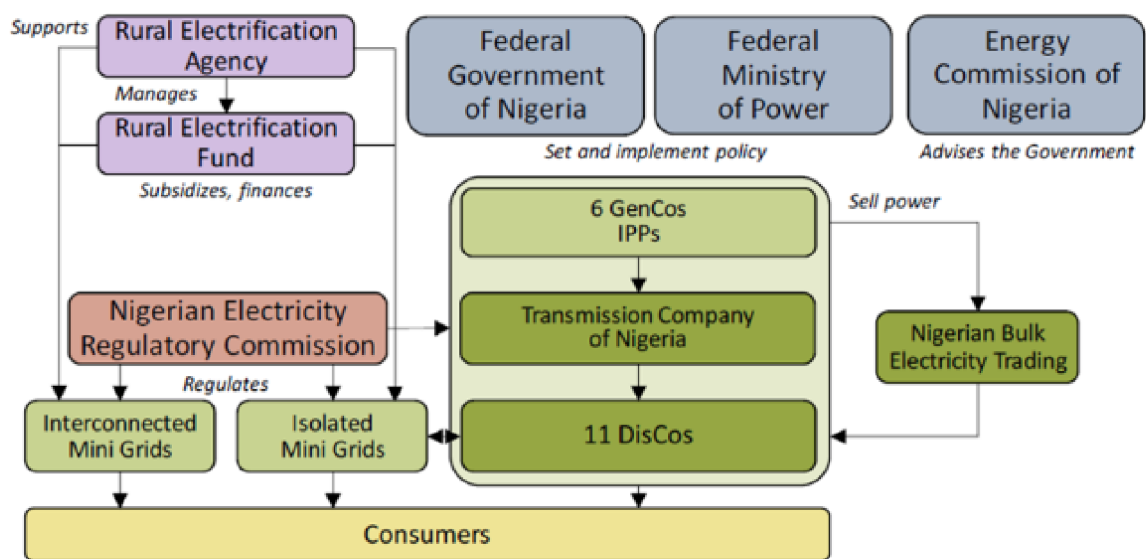 Supports
Rural Electrification
Agency
Manages
Rural Electrification
Fund
Subsidizes, finances
Federal
Government
of Nigeria
Federal
Ministry
of Power
Set and implement policy
Energy
Commission of
Nigeria
Advises the Government
6 GenCos
IPPs
Sell power
Nigerian Electricity
Regulatory Commission
Regulates
Transmission Company
of Nigeria
Nigerian Bulk
Electricity Trading
Interconnected
Mini Grids
Isolated
Mini Grids
11 DisCos
Consumers